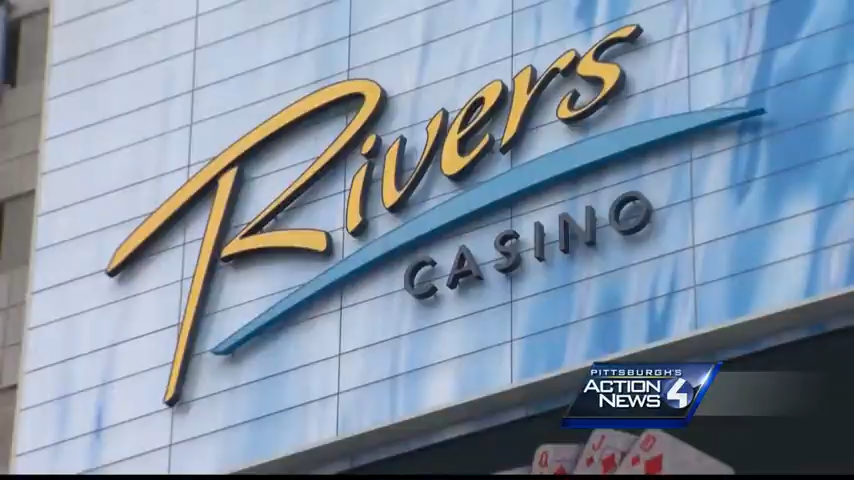 Rivers
CASINO
PITTSBURGH'S
ACTION
NEWS 4
Q J